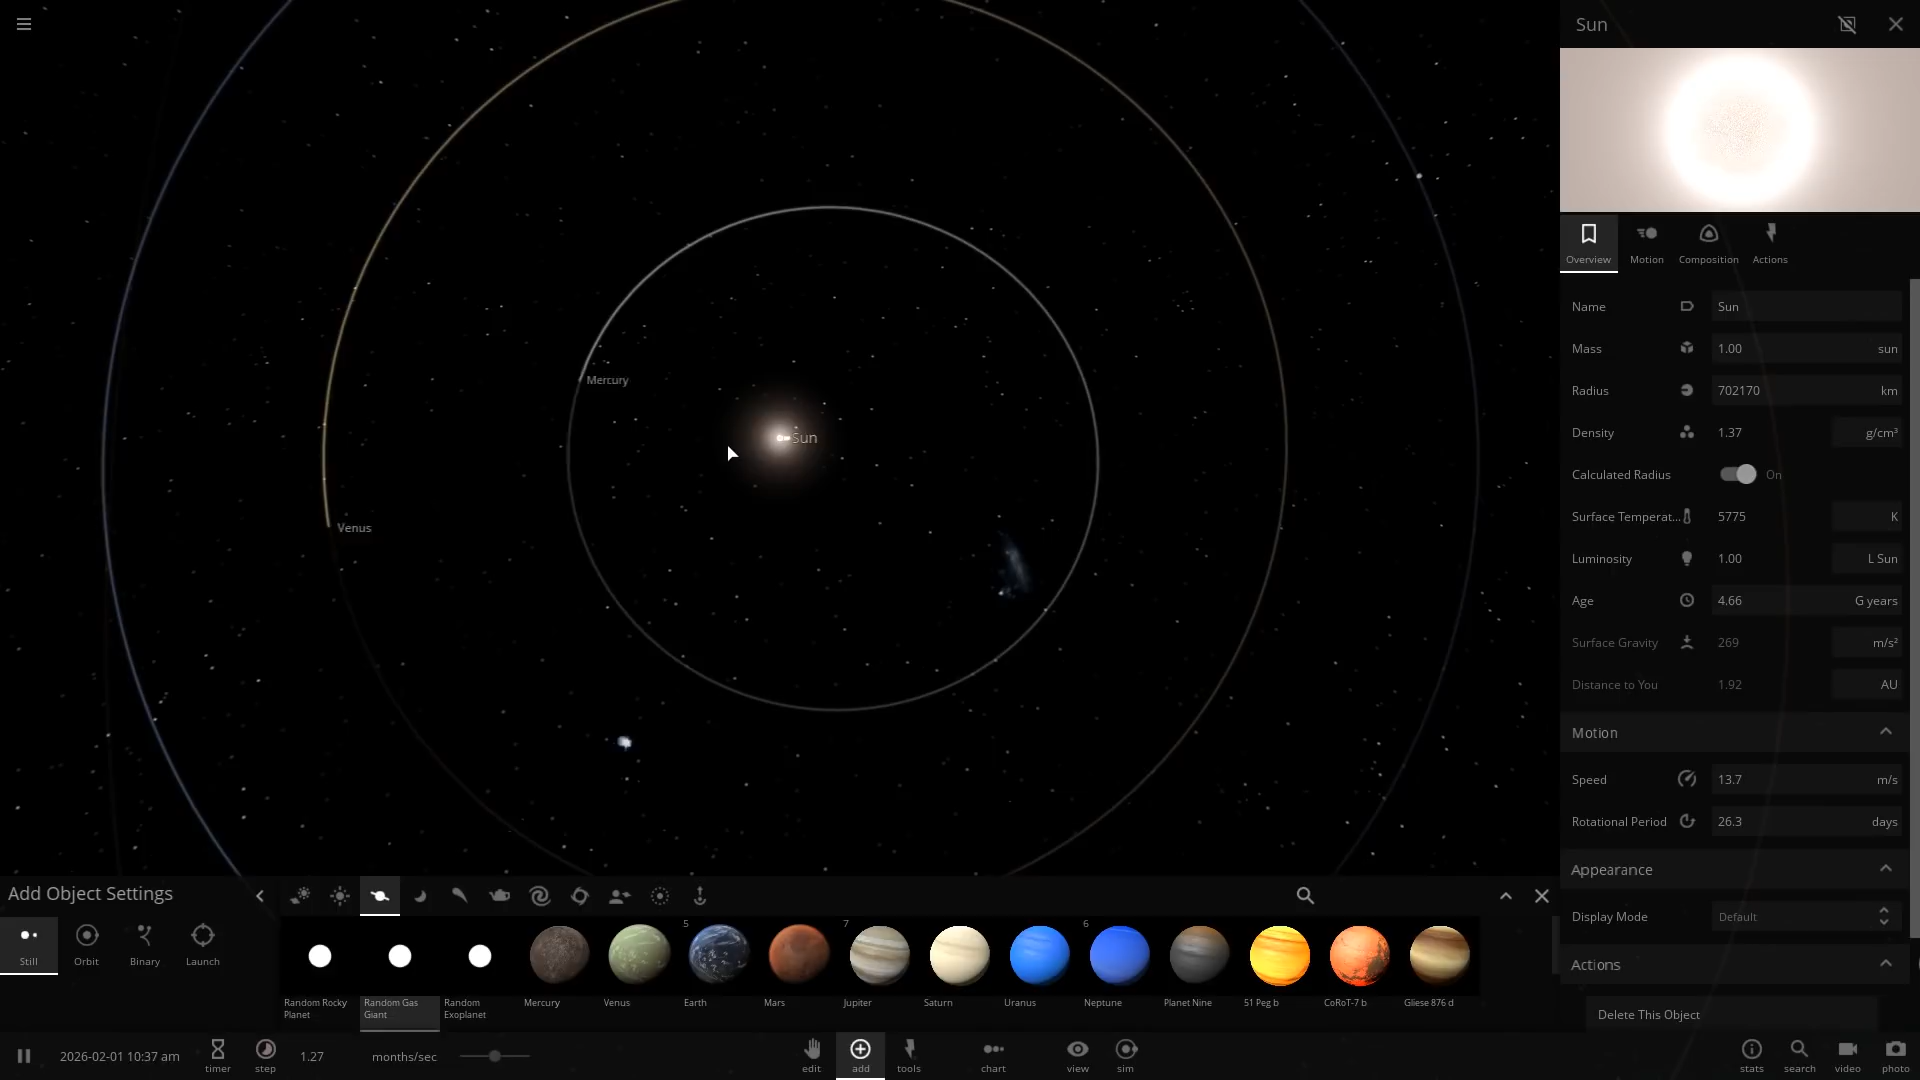 Sun
Overview
Motion
Composition
Actions
Name
Sun
Mass
1.00
sun
Radius
702170
km
Density
1.37
g/cm³
Calculated Radius
On
Surface Temperat...
5775
K
Luminosity
1.00
L Sun
Age
4.66
G years
Surface Gravity
269
m/s²
Distance to You
1.92
AU
Motion
Speed
13.7
m/s
Rotational Period
26.3
days
Appearance
Display Mode
Default
Actions
Delete This Object
Mercury
Sun
Venus
Add Object Settings
Still
Orbit
Binary
Launch
5
7
6
Random Rocky
Planet
Random Gas
Giant
Random
Exoplanet
Mercury
Venus
Earth
Mars
Jupiter
Saturn
Uranus
Neptune
Planet Nine
51 Peg b
CoRoT-7 b
Gliese 876 d
2026-02-01 10:37 am
timer
step
1.27
months/sec
edit
add
tools
chart
view
sim
stats
search
video
photo